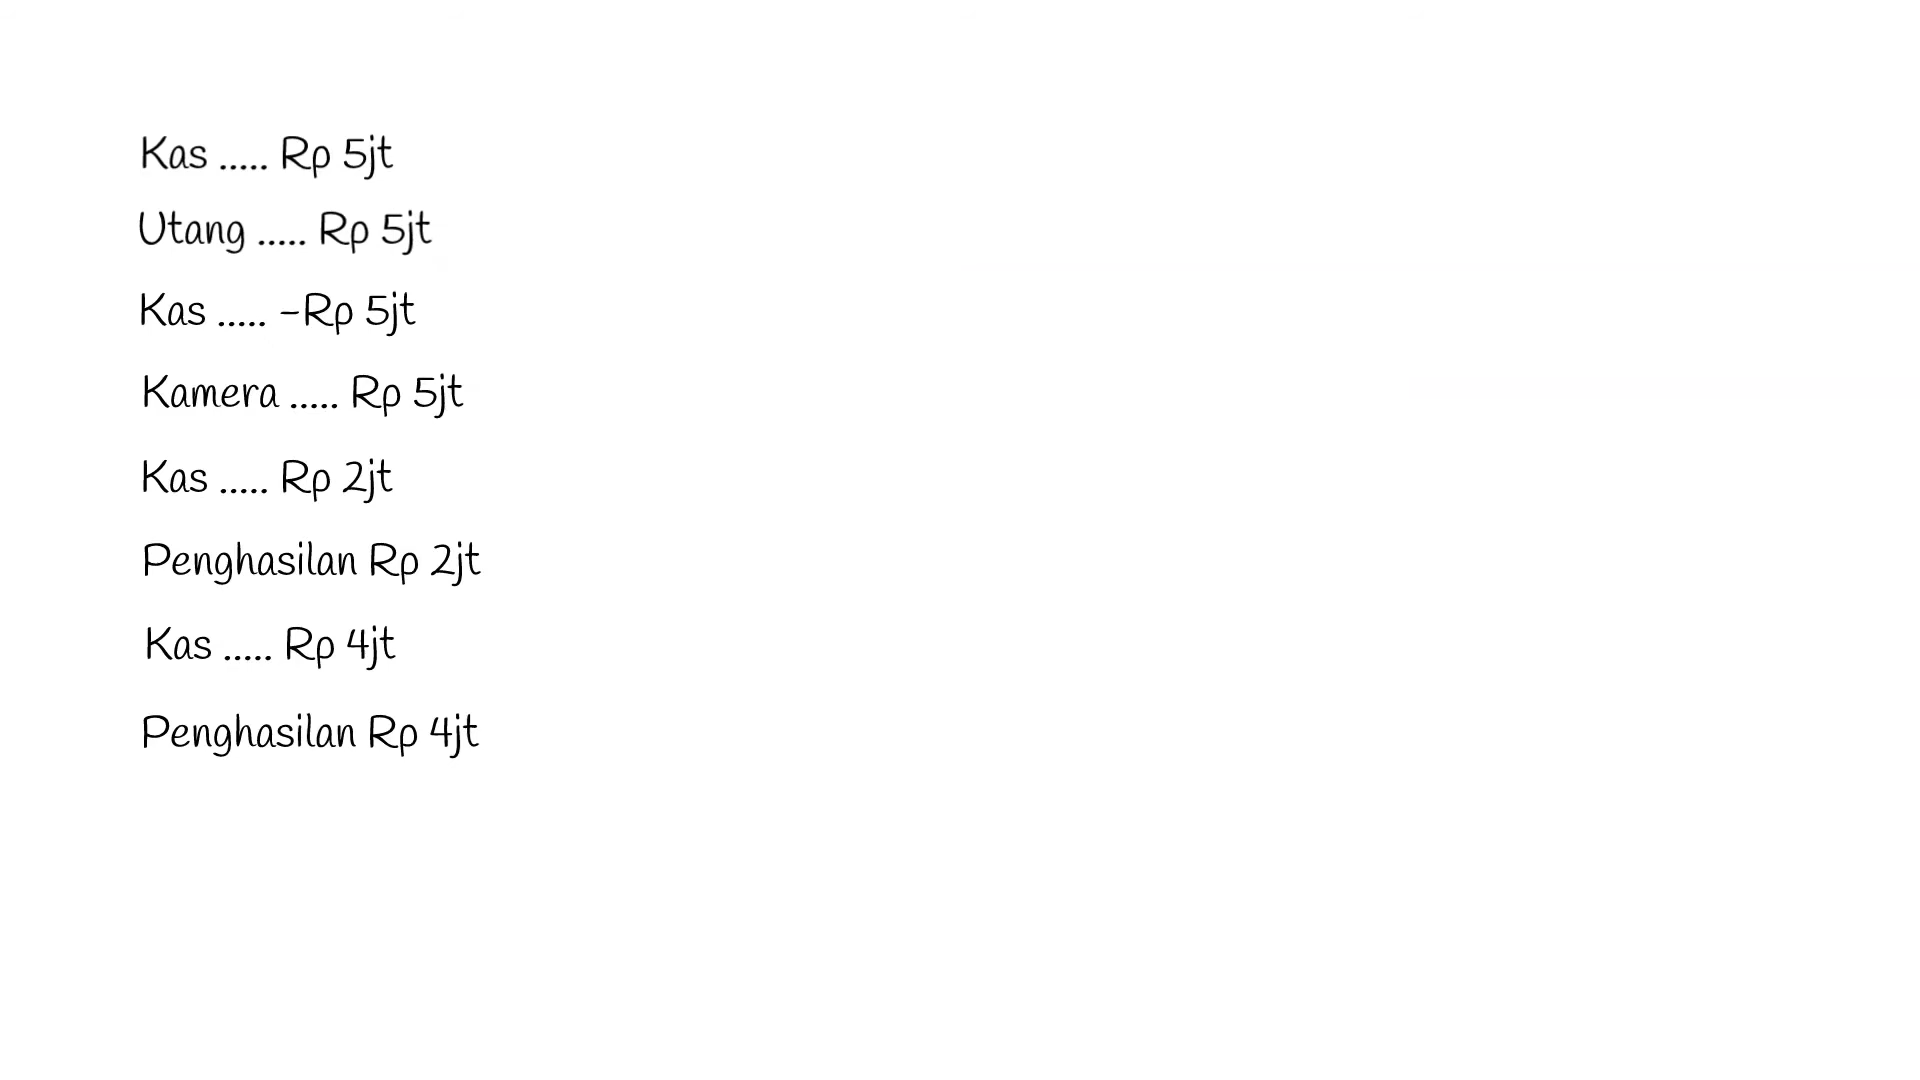 Kas ..... Rp 5jt
Utang ..... Rp 5jt
Kas ..... -Rp 5jt
Kamera ..... Rp 5jt
Kas ..... Rp 2jt
Penghasilan Rp 2jt
Kas ..... Rp 4jt
Penghasilan Rp 4jt